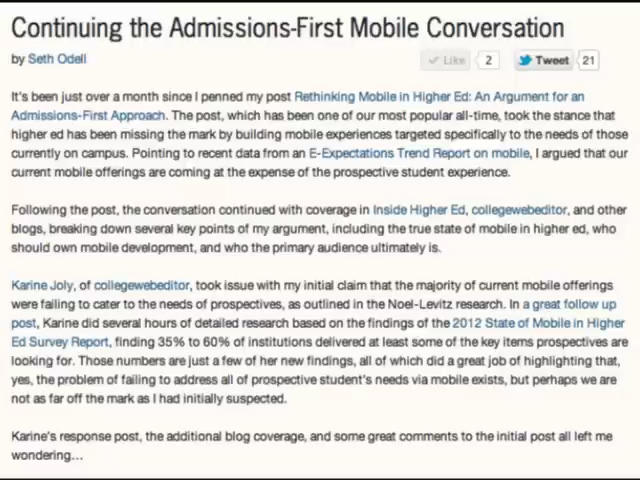 Continuing the Admissions-First Mobile Conversation
by Seth Odell
Like 2 Tweet 21
It's been just over a month since I penned my post Rethinking Mobile in Higher Ed: An Argument for an
Admissions-First Approach. The post, which has been one of our most popular all-time, took the stance that
higher ed has been missing the mark by building mobile experiences targeted specifically to the needs of those
currently on campus. Pointing to recent data from an E-Expectations Trend Report on mobile, I argued that our
current mobile offerings are coming at the expense of the prospective student experience.
Following the post, the conversation continued with coverage in Inside Higher Ed, collegewebeditor, and other
blogs, breaking down several key points of my argument, including the true state of mobile in higher ed, who
should own mobile development, and who the primary audience ultimately is.
Karine Joly, of collegewebeditor, took issue with my initial claim that the majority of current mobile offerings
were failing to cater to the needs of prospectives, as outlined in the Noel-Levitz research. In a great follow up
post, Karine did several hours of detailed research based on the findings of the 2012 State of Mobile in Higher
Ed Survey Report, finding 35% to 60% of institutions delivered at least some of the key items prospectives are
looking for. Those numbers are just a few of her new findings, all of which did a great job of highlighting that,
yes, the problem of failing to address all of prospective student's needs via mobile exists, but perhaps we are
not as far off the mark as I had initially suspected.
Karine's response post, the additional blog coverage, and some great comments to the initial post all left me
wondering…